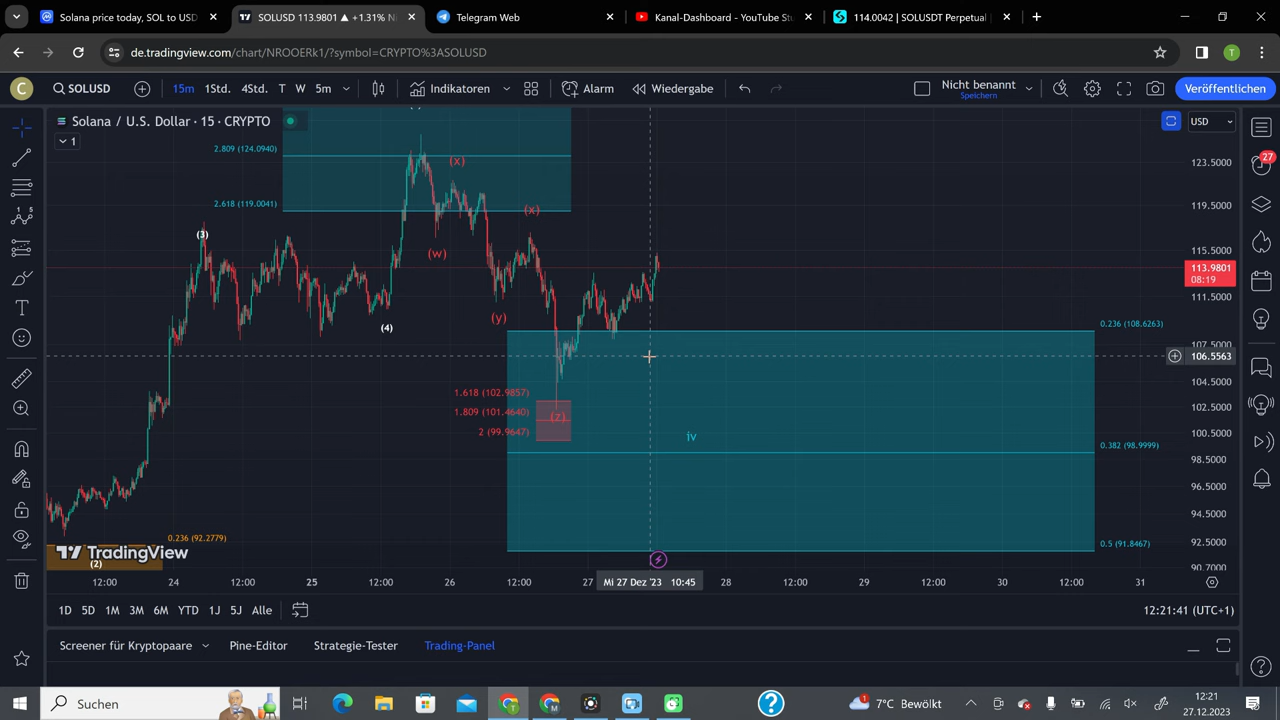 Solana price today, SOL to USD
SOLUSD 113.9801 ▲ +1.31% Ni
Telegram Web
Kanal-Dashboard - YouTube Stu
114.0042 | SOLUSDT Perpetual
de.tradingview.com/chart/NROOERk1/?symbol=CRYPTO%3ASOLUSD
T
C
SOLUSD
15m
1Std.
4Std.
T
W
5m
Indikatoren
Alarm
Wiedergabe
Nicht benannt
Speichern
Veröffentlichen
Solana / U.S. Dollar · 15 · CRYPTO
1
USD
27
2.809 (124.0940)
2.618 (119.0041)
(x)
(x)
(3)
(w)
(4)
(y)
(z)
iv
1.618 (102.9857)
1.809 (101.4640)
2 (99.9647)
0.236 (108.6263)
0.382 (98.9999)
0.5 (91.8467)
0.236 (92.2779)
(2)
TradingView
123.5000
119.5000
115.5000
113.9801
08:19
111.5000
107.5000
106.5563
104.5000
102.5000
100.5000
98.5000
96.5000
94.5000
92.5000
90.7000
12:00
24
12:00
25
12:00
26
12:00
27
Mi 27 Dez '23 10:45
28
12:00
29
12:00
30
12:00
31
1D
5D
1M
3M
6M
YTD
1J
5J
Alle
12:21:41 (UTC+1)
Screener für Kryptopaare
Pine-Editor
Strategie-Tester
Trading-Panel
Suchen
1
7°C Bewölkt
12:21
27.12.2023